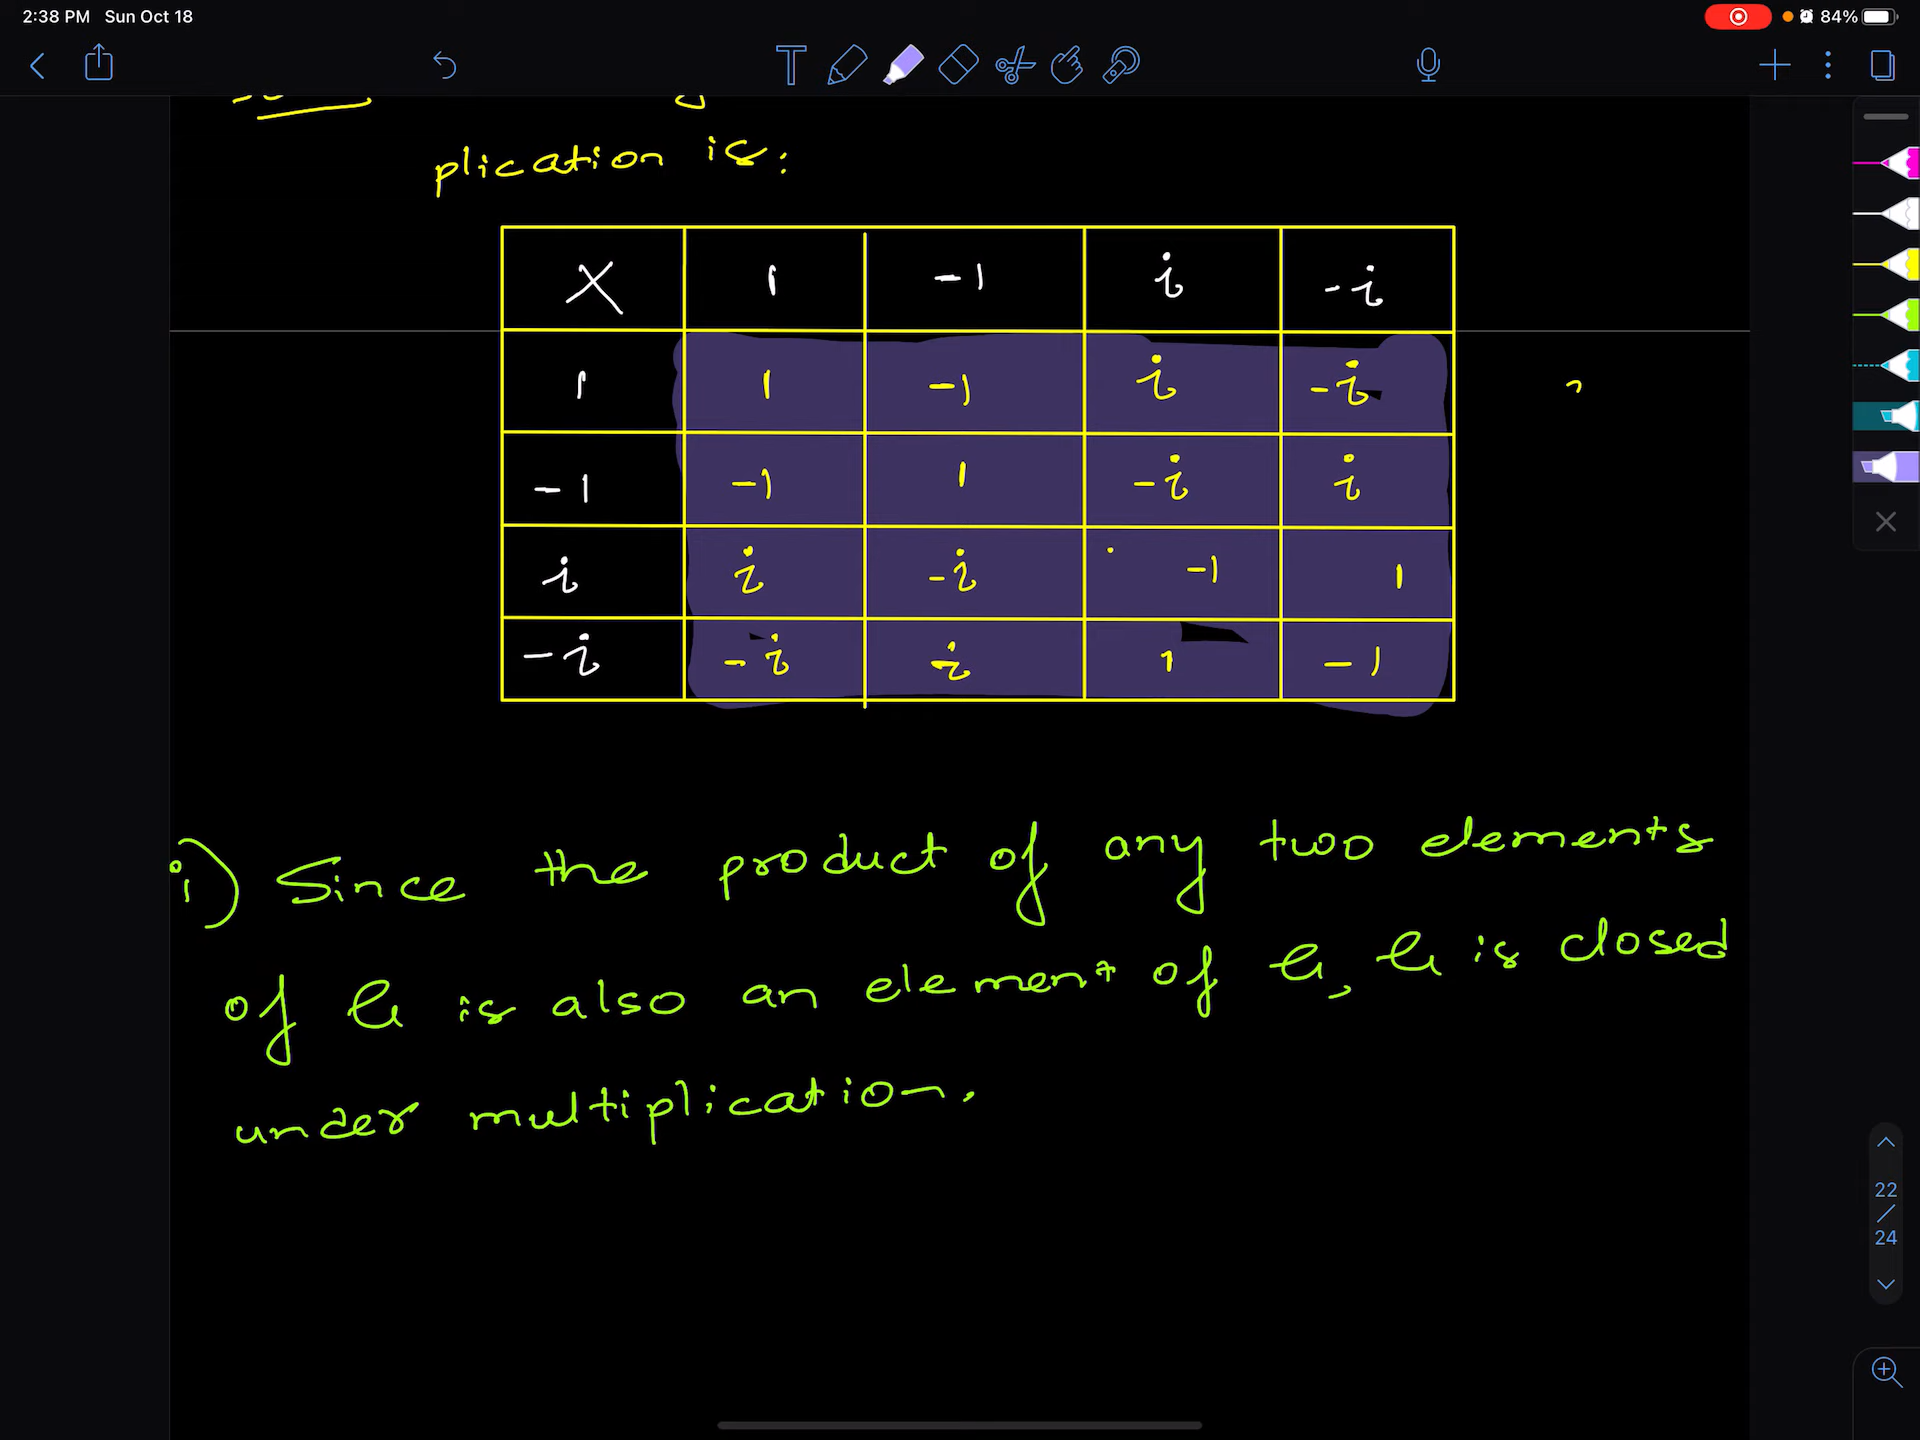 2:38 PM Sun Oct 18
84%
plication is:
X 1 -1 i -i
1 1 -1 i -i
-1 -1 1 -i i
i i -i -1 1
-i -i i 1 -1
i) Since the product of any two elements
of G is also an element of G, G is closed
under multiplication.
22
/
24